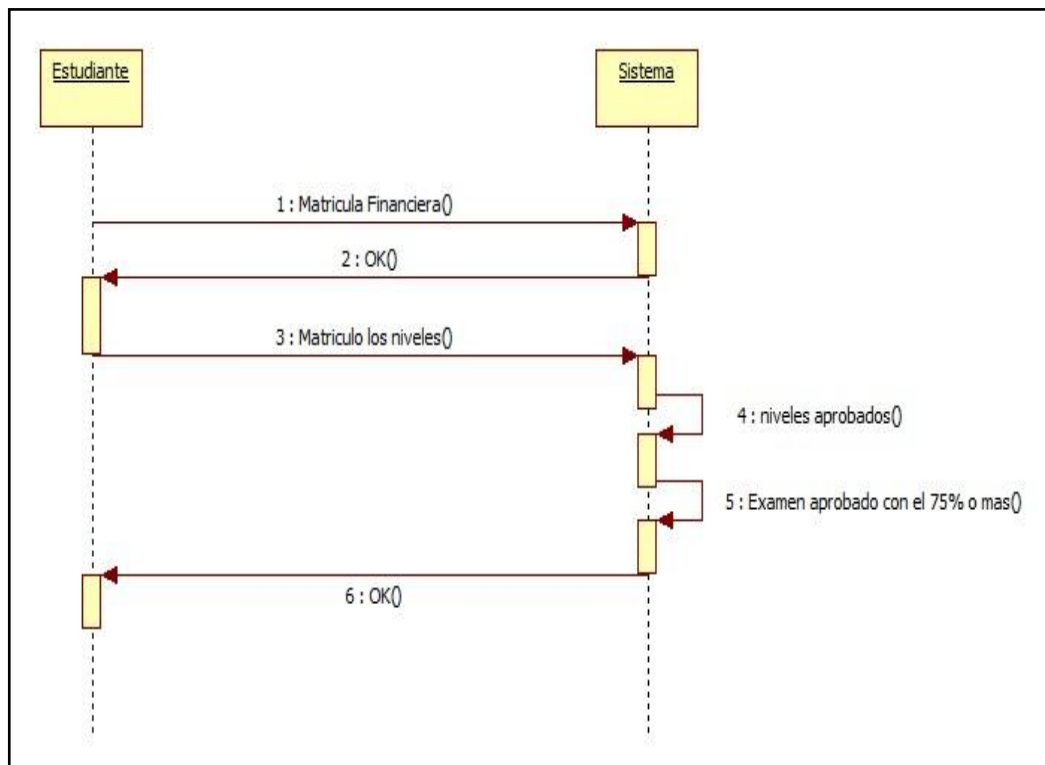 Estudiante
Sistema
1 : Matricula Financiera()
2 : OK()
3 : Matriculo los niveles()
4 : niveles aprobados()
5 : Examen aprobado con el 75% o mas()
6 : OK()